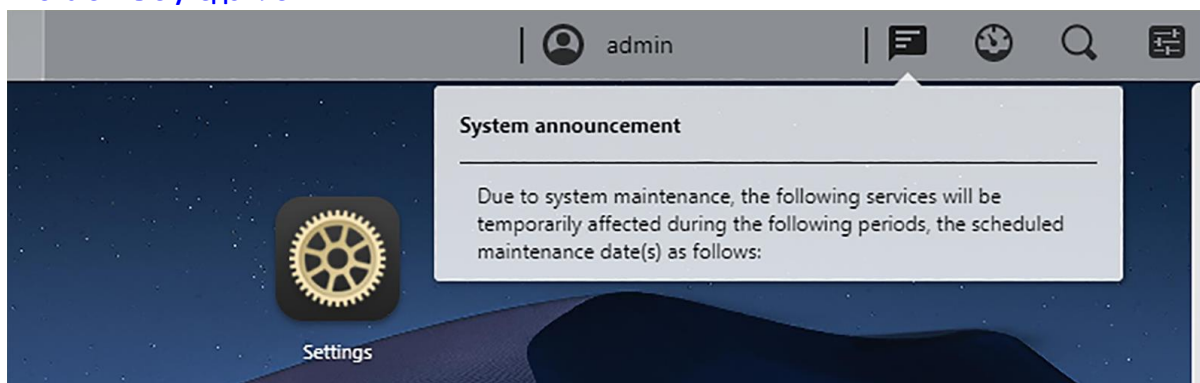 admin
System announcement
Due to system maintenance, the following services will be
temporarily affected during the following periods, the scheduled
maintenance date(s) as follows:
Settings